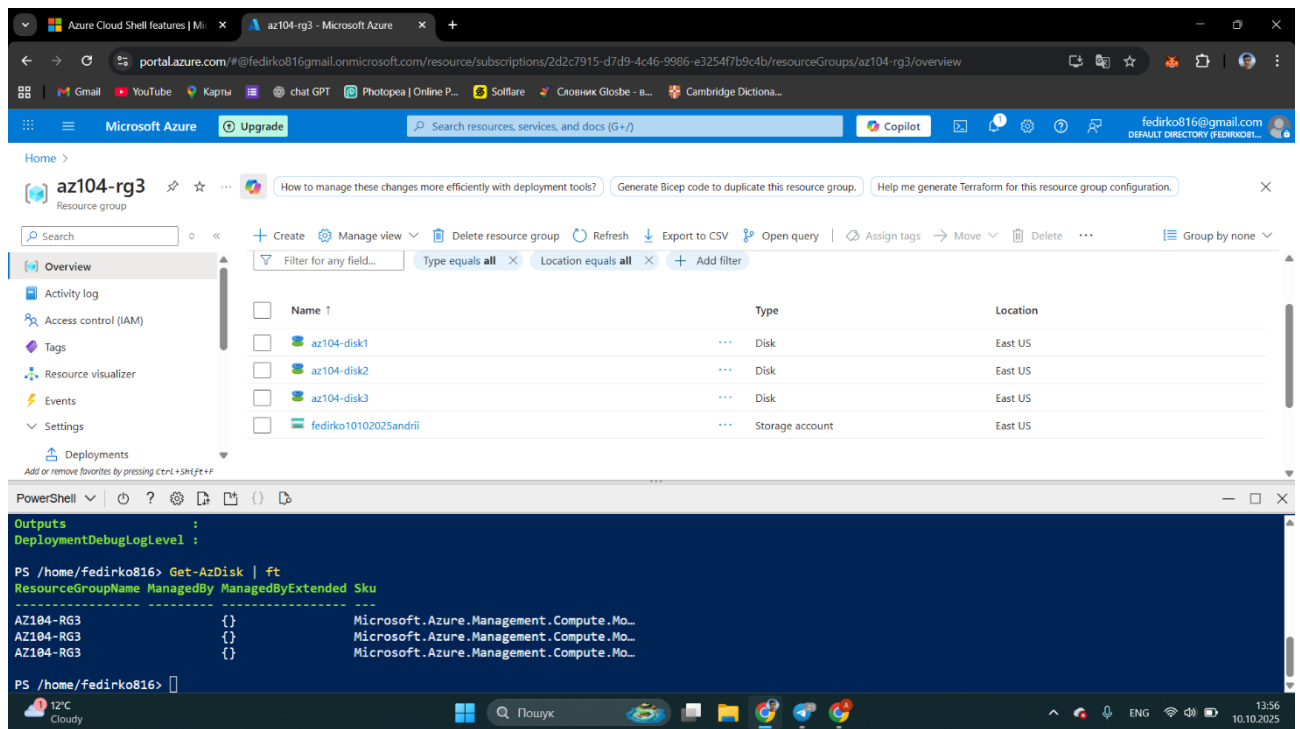 Azure Cloud Shell features | Mic
az104-rg3 - Microsoft Azure
portal.azure.com/#@fedirko816gmail.onmicrosoft.com/resource/subscriptions/2d2c7915-d7d9-4c46-9986-e3254f7b9c4b/resourceGroups/az104-rg3/overview
Gmail YouTube Карты chat GPT Photopea | Online P... Solflare Словник Glosbe - в... Cambridge Dictiona...
Microsoft Azure Upgrade Search resources, services, and docs (G+/) Copilot 1 fedirko816@gmail.com
DEFAULT DIRECTORY (FEDIRKO81...
Home >
az104-rg3 ... How to manage these changes more efficiently with deployment tools? Generate Bicep code to duplicate this resource group. Help me generate Terraform for this resource group configuration.
Resource group
Search Create Manage view Delete resource group Refresh Export to CSV Open query Assign tags Move Delete ... Group by none
Overview Filter for any field... Type equals all Location equals all Add filter
Activity log
Access control (IAM) Name ↑ Type Location
Tags az104-disk1 ... Disk East US
Resource visualizer az104-disk2 ... Disk East US
Events az104-disk3 ... Disk East US
Settings fedirko10102025andrii ... Storage account East US
Deployments
Add or remove favorites by pressing Ctrl+Shift+F
PowerShell
Outputs :
DeploymentDebugLogLevel :
PS /home/fedirko816> Get-AzDisk | ft
ResourceGroupName ManagedBy ManagedByExtended Sku
----------------- --------- ----------------- ---
AZ104-RG3 {} Microsoft.Azure.Management.Compute.Mo…
AZ104-RG3 {} Microsoft.Azure.Management.Compute.Mo…
AZ104-RG3 {} Microsoft.Azure.Management.Compute.Mo…
PS /home/fedirko816>
1 12°C
Cloudy
Пошук
ENG
13:56
10.10.2025